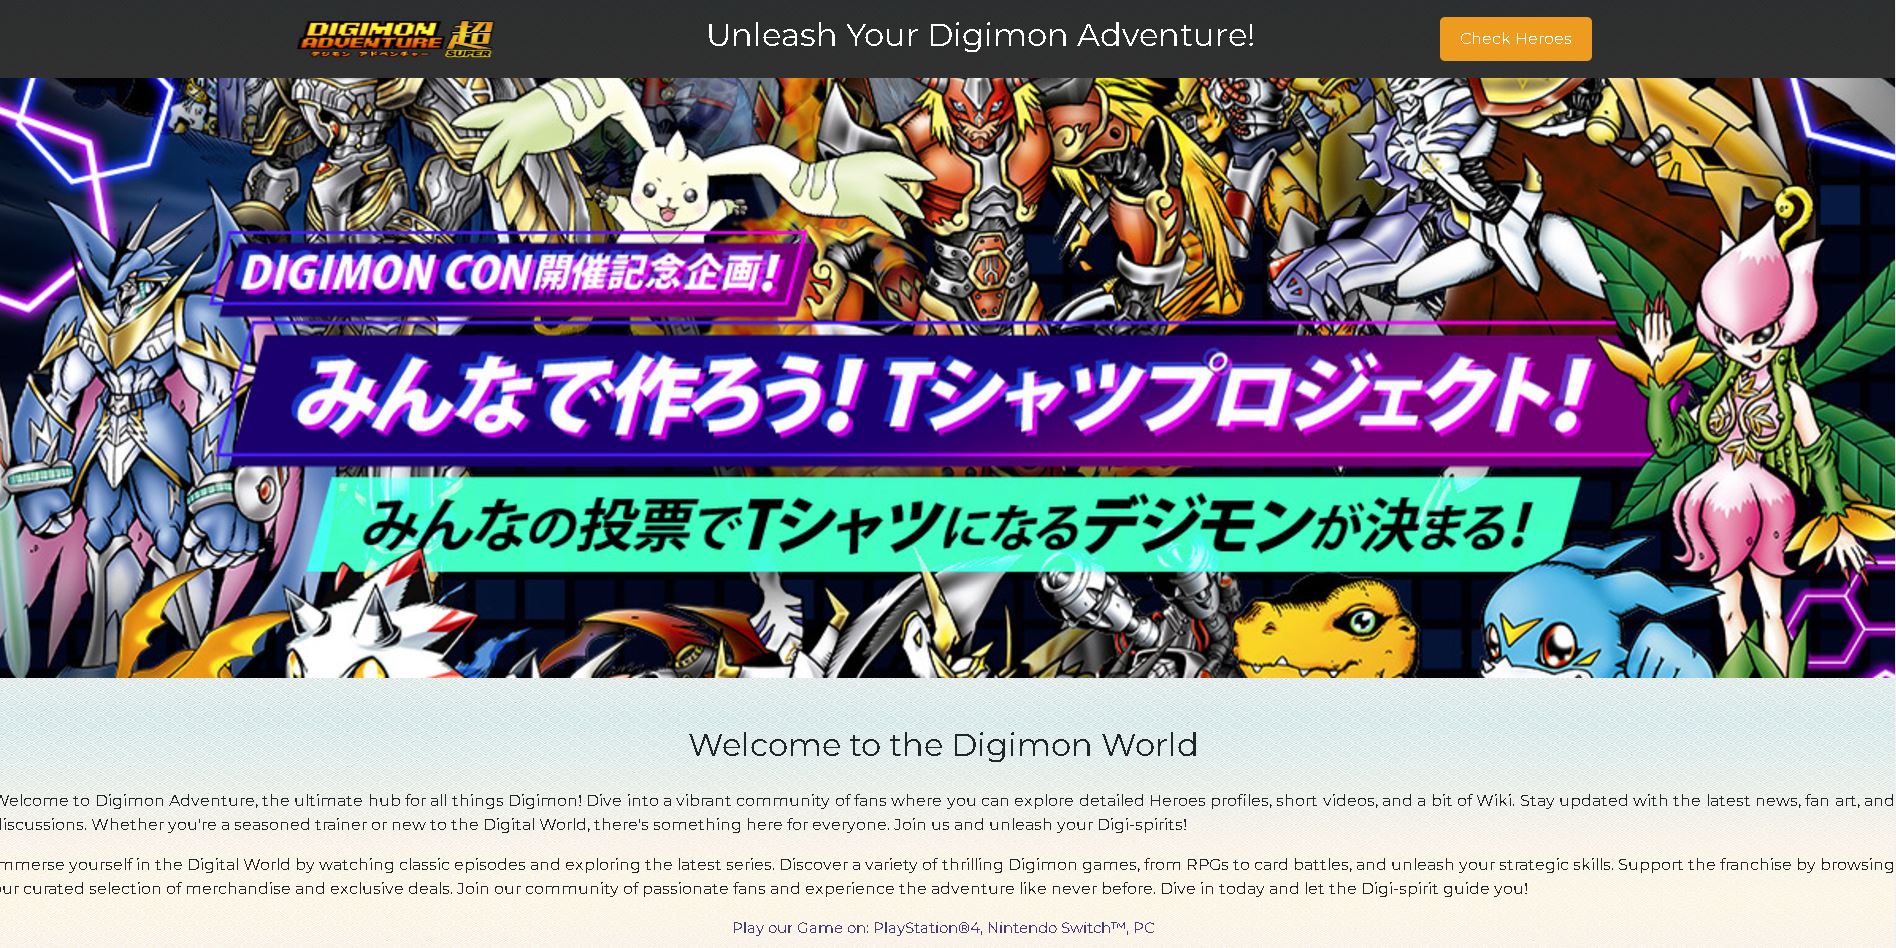 DIGIMON
ADVENTURE 超
デジモン アドベンチャー SUPER
Unleash Your Digimon Adventure!
Check Heroes
DIGIMON CON開催記念企画!
みんなで作ろう! Tシャツプロジェクト!
みんなの投票でTシャツになるデジモンが決まる!
Welcome to the Digimon World
Welcome to Digimon Adventure, the ultimate hub for all things Digimon! Dive into a vibrant community of fans where you can explore detailed Heroes profiles, short videos, and a bit of Wiki. Stay updated with the latest news, fan art, and
discussions. Whether you're a seasoned trainer or new to the Digital World, there's something here for everyone. Join us and unleash your Digi-spirits!
Immerse yourself in the Digital World by watching classic episodes and exploring the latest series. Discover a variety of thrilling Digimon games, from RPGs to card battles, and unleash your strategic skills. Support the franchise by browsing
our curated selection of merchandise and exclusive deals. Join our community of passionate fans and experience the adventure like never before. Dive in today and let the Digi-spirit guide you!
Play our Game on: PlayStation®4, Nintendo Switch™, PC